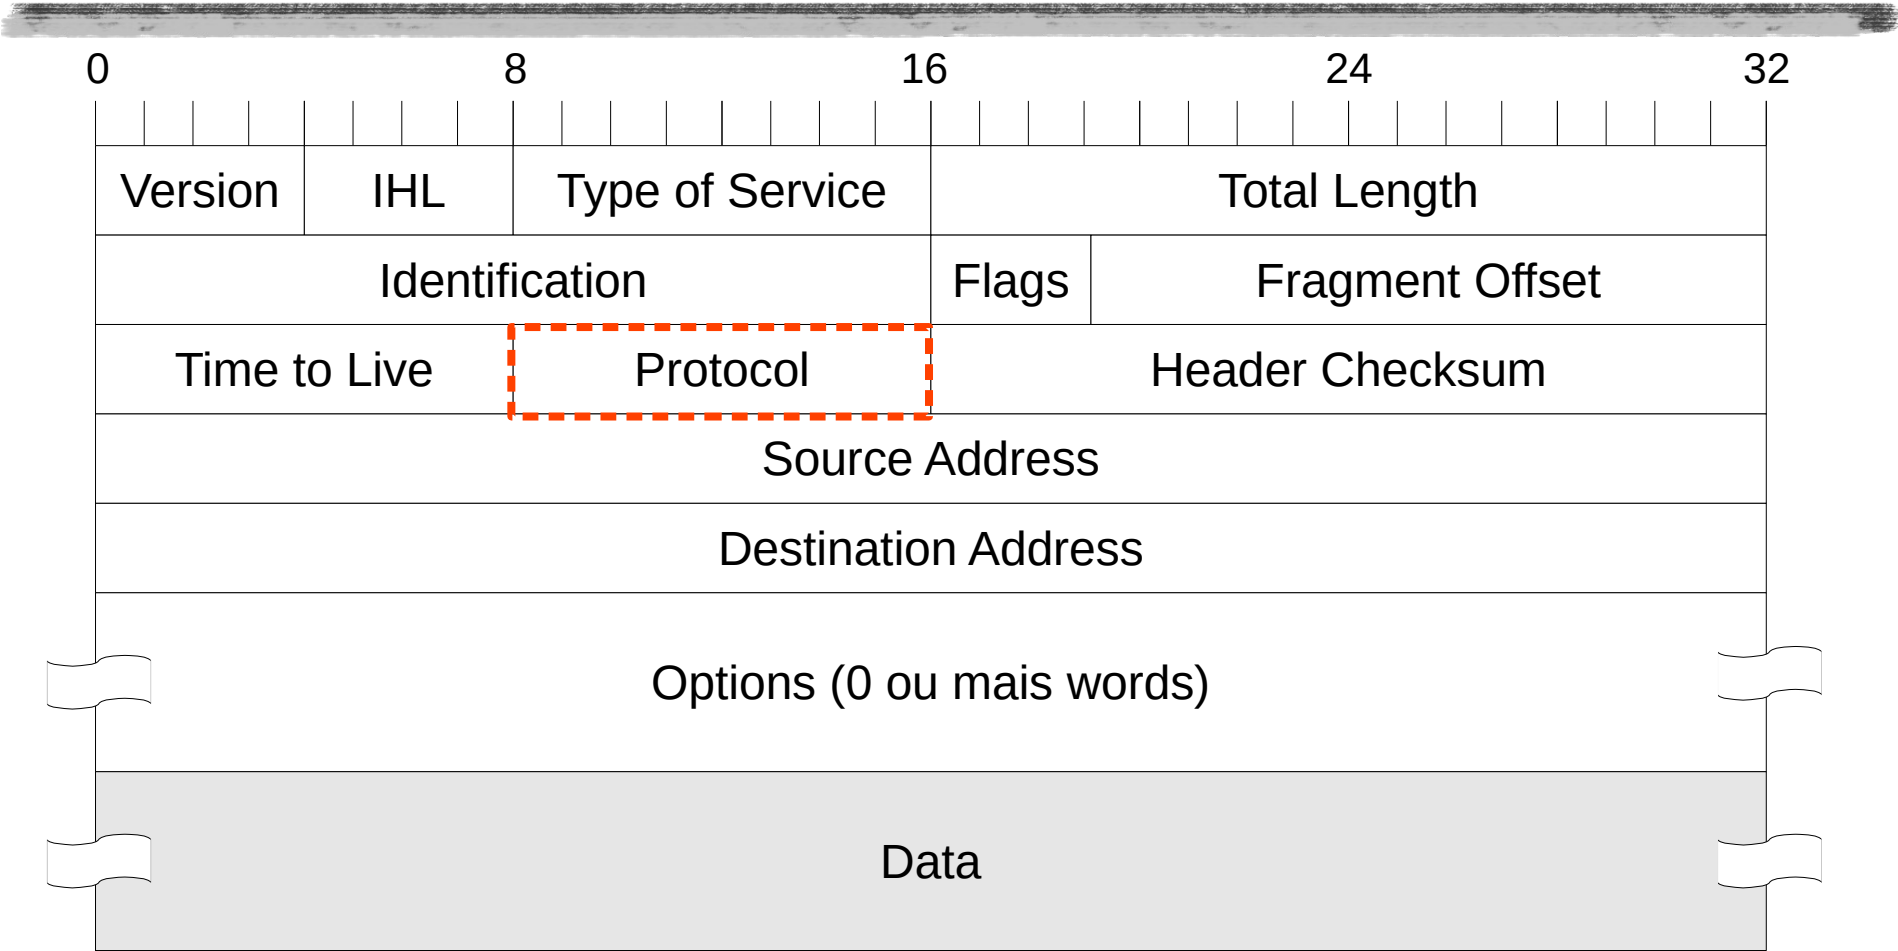 0 8 16 24 32
Version IHL Type of Service Total Length
Identification Flags Fragment Offset
Time to Live Protocol Header Checksum
Source Address
Destination Address
Options (0 ou mais words)
Data